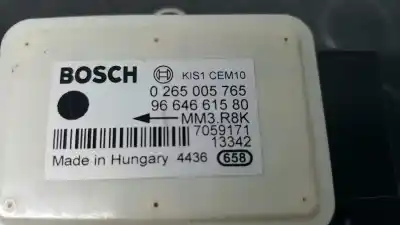 BOSCH KIS1 CEM10
0 265 005 765
96 646 615 80
MM3.R8K
7059171
13342
Made in Hungary 4436 658